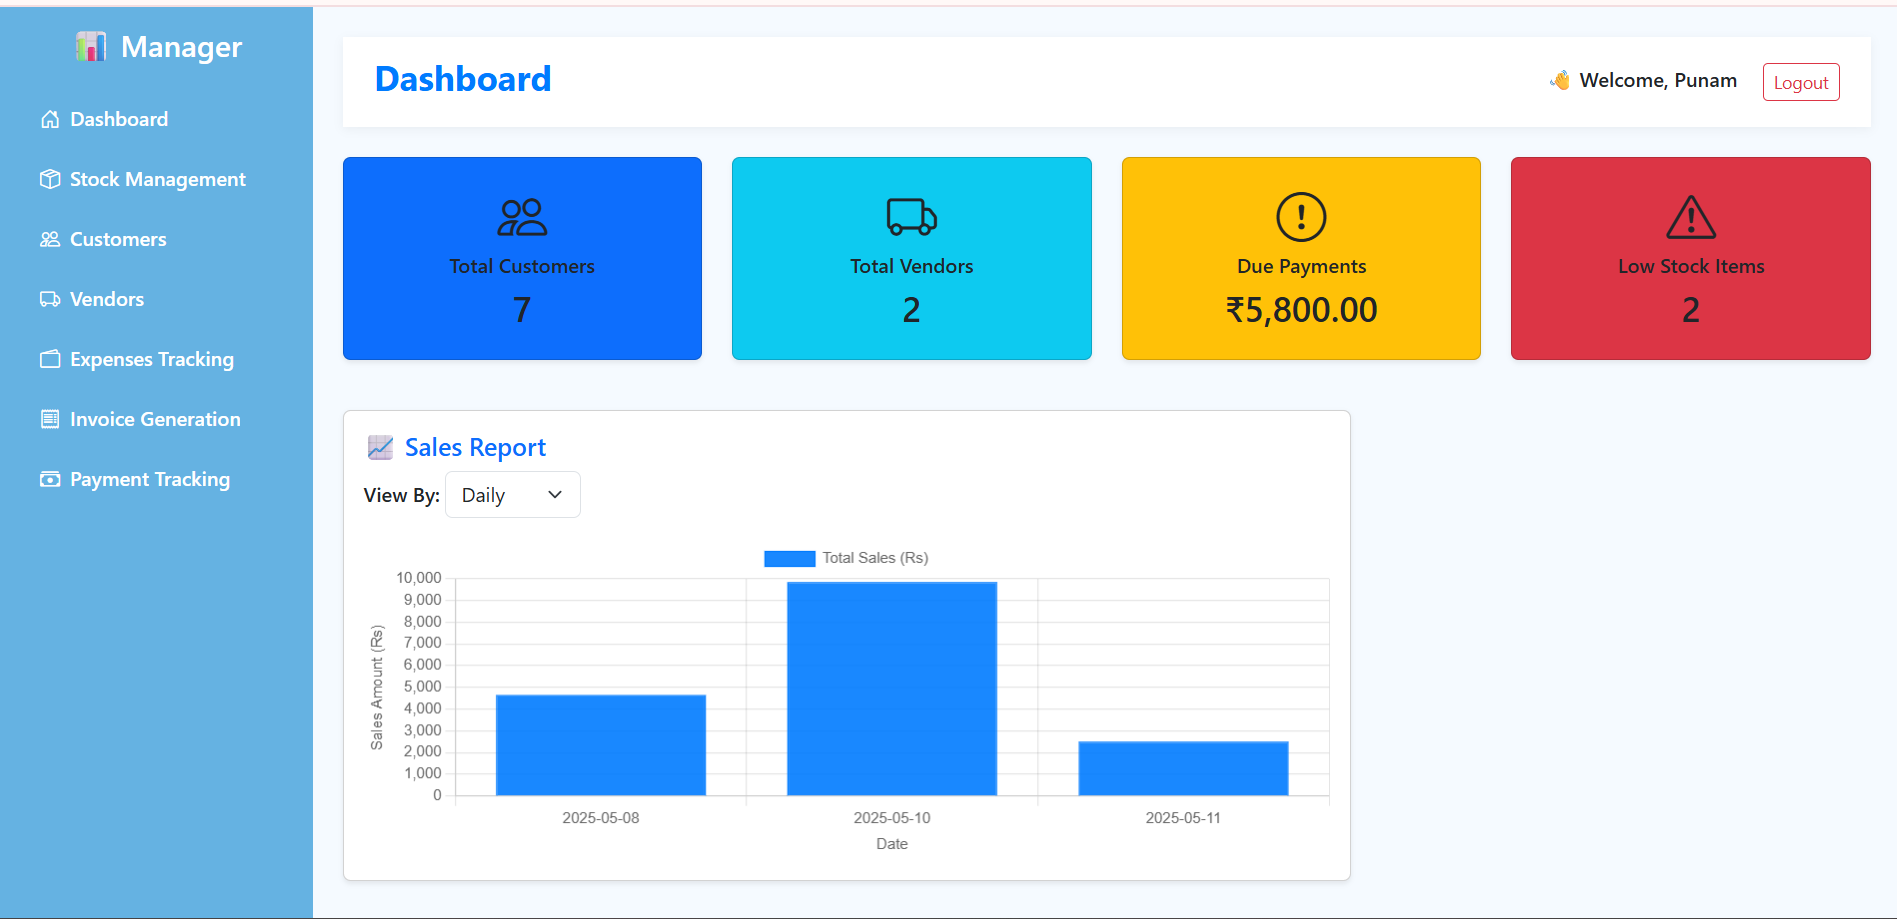 Manager
Dashboard
Stock Management
Customers
Vendors
Expenses Tracking
Invoice Generation
Payment Tracking
Dashboard
Welcome, Punam
Logout
Total Customers
7
Total Vendors
2
Due Payments
₹5,800.00
Low Stock Items
2
Sales Report
View By: Daily
Total Sales (Rs)
Sales Amount (Rs)
10,000
9,000
8,000
7,000
6,000
5,000
4,000
3,000
2,000
1,000
0
2025-05-08 2025-05-10 2025-05-11
Date